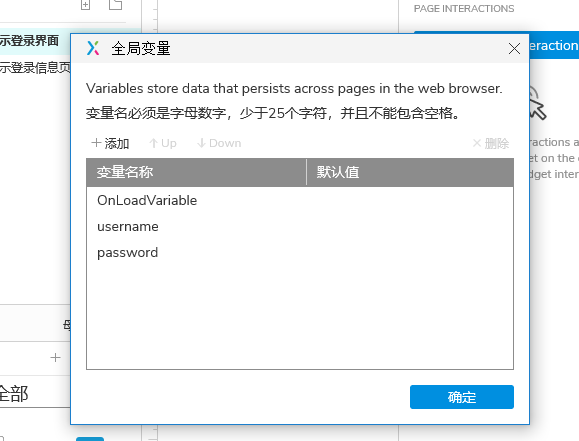 PAGE INTERACTIONS
示登录界面
全局变量
nteraction
示登录信息页
Variables store data that persists across pages in the web browser.
变量名必须是字母数字，少于25个字符，并且不能包含空格。
添加 Up Down 删除
ractions a
et on the c
dget inter
变量名称 默认值
OnLoadVariable
username
password
全部
确定